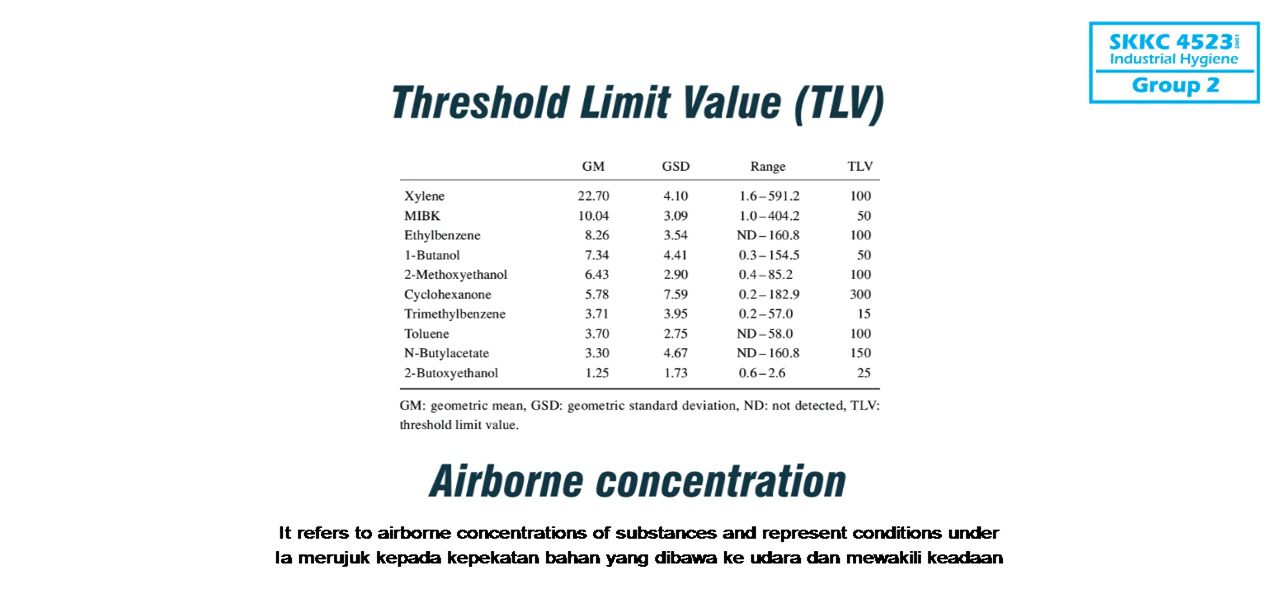 SKKC 4523
Industrial Hygiene
Group 2
Threshold Limit Value (TLV)
GM GSD Range TLV
Xylene 22.70 4.10 1.6–591.2 100
MIBK 10.04 3.09 1.0–404.2 50
Ethylbenzene 8.26 3.54 ND–160.8 100
1-Butanol 7.34 4.41 0.3–154.5 50
2-Methoxyethanol 6.43 2.90 0.4–85.2 100
Cyclohexanone 5.78 7.59 0.2–182.9 300
Trimethylbenzene 3.71 3.95 0.2–57.0 15
Toluene 3.70 2.75 ND–58.0 100
N-Butylacetate 3.30 4.67 ND–160.8 150
2-Butoxyethanol 1.25 1.73 0.6–2.6 25
GM: geometric mean, GSD: geometric standard deviation, ND: not detected, TLV:
threshold limit value.
Airborne concentration
It refers to airborne concentrations of substances and represent conditions under
Ia merujuk kepada kepekatan bahan yang dibawa ke udara dan mewakili keadaan